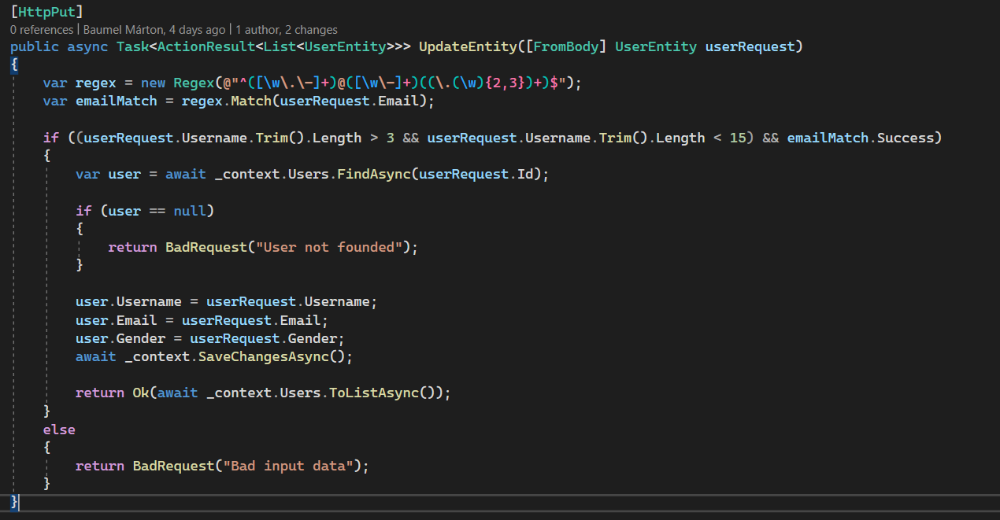 [HttpPut]
0 references | Baumel Márton, 4 days ago | 1 author, 2 changes
public async Task<ActionResult<List<UserEntity>>> UpdateEntity([FromBody] UserEntity userRequest)
{
    var regex = new Regex(@"^([\w\.\-]+)@([\w\-]+)((\.(\w){2,3})+)$");
    var emailMatch = regex.Match(userRequest.Email);

    if ((userRequest.Username.Trim().Length > 3 && userRequest.Username.Trim().Length < 15) && emailMatch.Success)
    {
        var user = await _context.Users.FindAsync(userRequest.Id);

        if (user == null)
        {
            return BadRequest("User not founded");
        }

        user.Username = userRequest.Username;
        user.Email = userRequest.Email;
        user.Gender = userRequest.Gender;
        await _context.SaveChangesAsync();

        return Ok(await _context.Users.ToListAsync());
    }
    else
    {
        return BadRequest("Bad input data");
    }
}